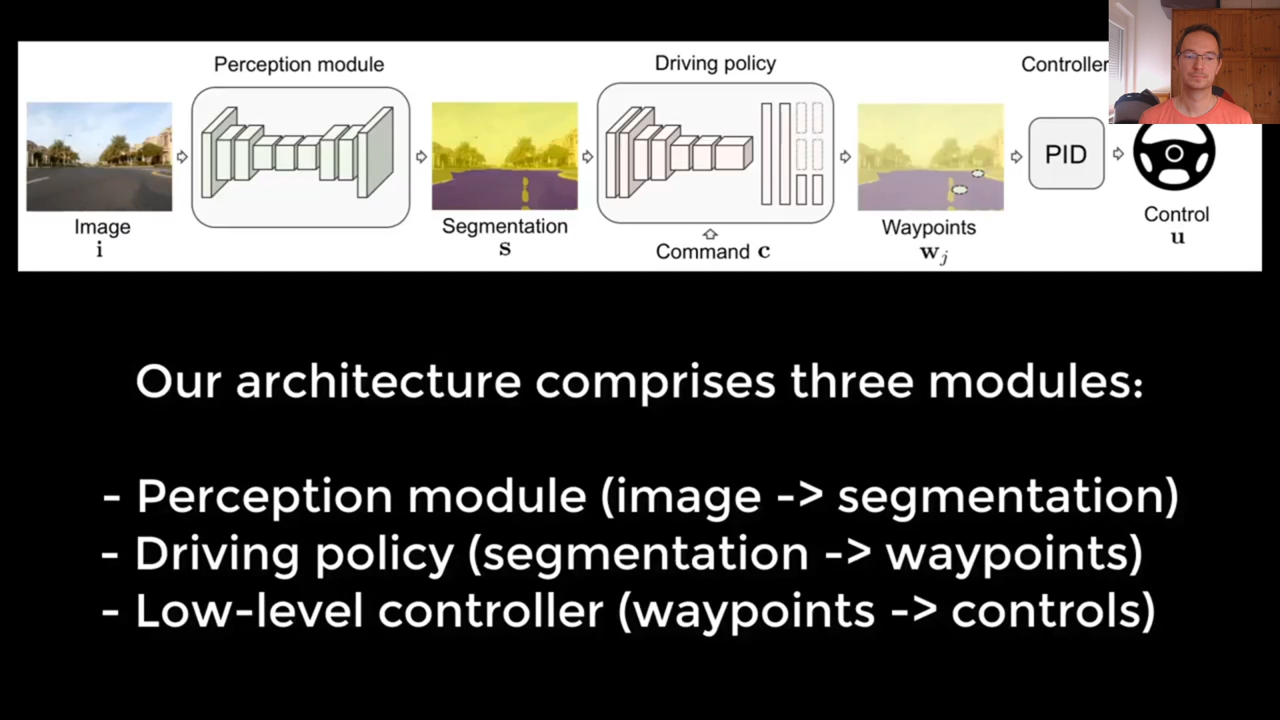 Perception module
Driving policy
Controller
PID
Image
i
Segmentation
s
Command c
Waypoints
w_j
Control
u
Our architecture comprises three modules:
- Perception module (image -> segmentation)
- Driving policy (segmentation -> waypoints)
- Low-level controller (waypoints -> controls)